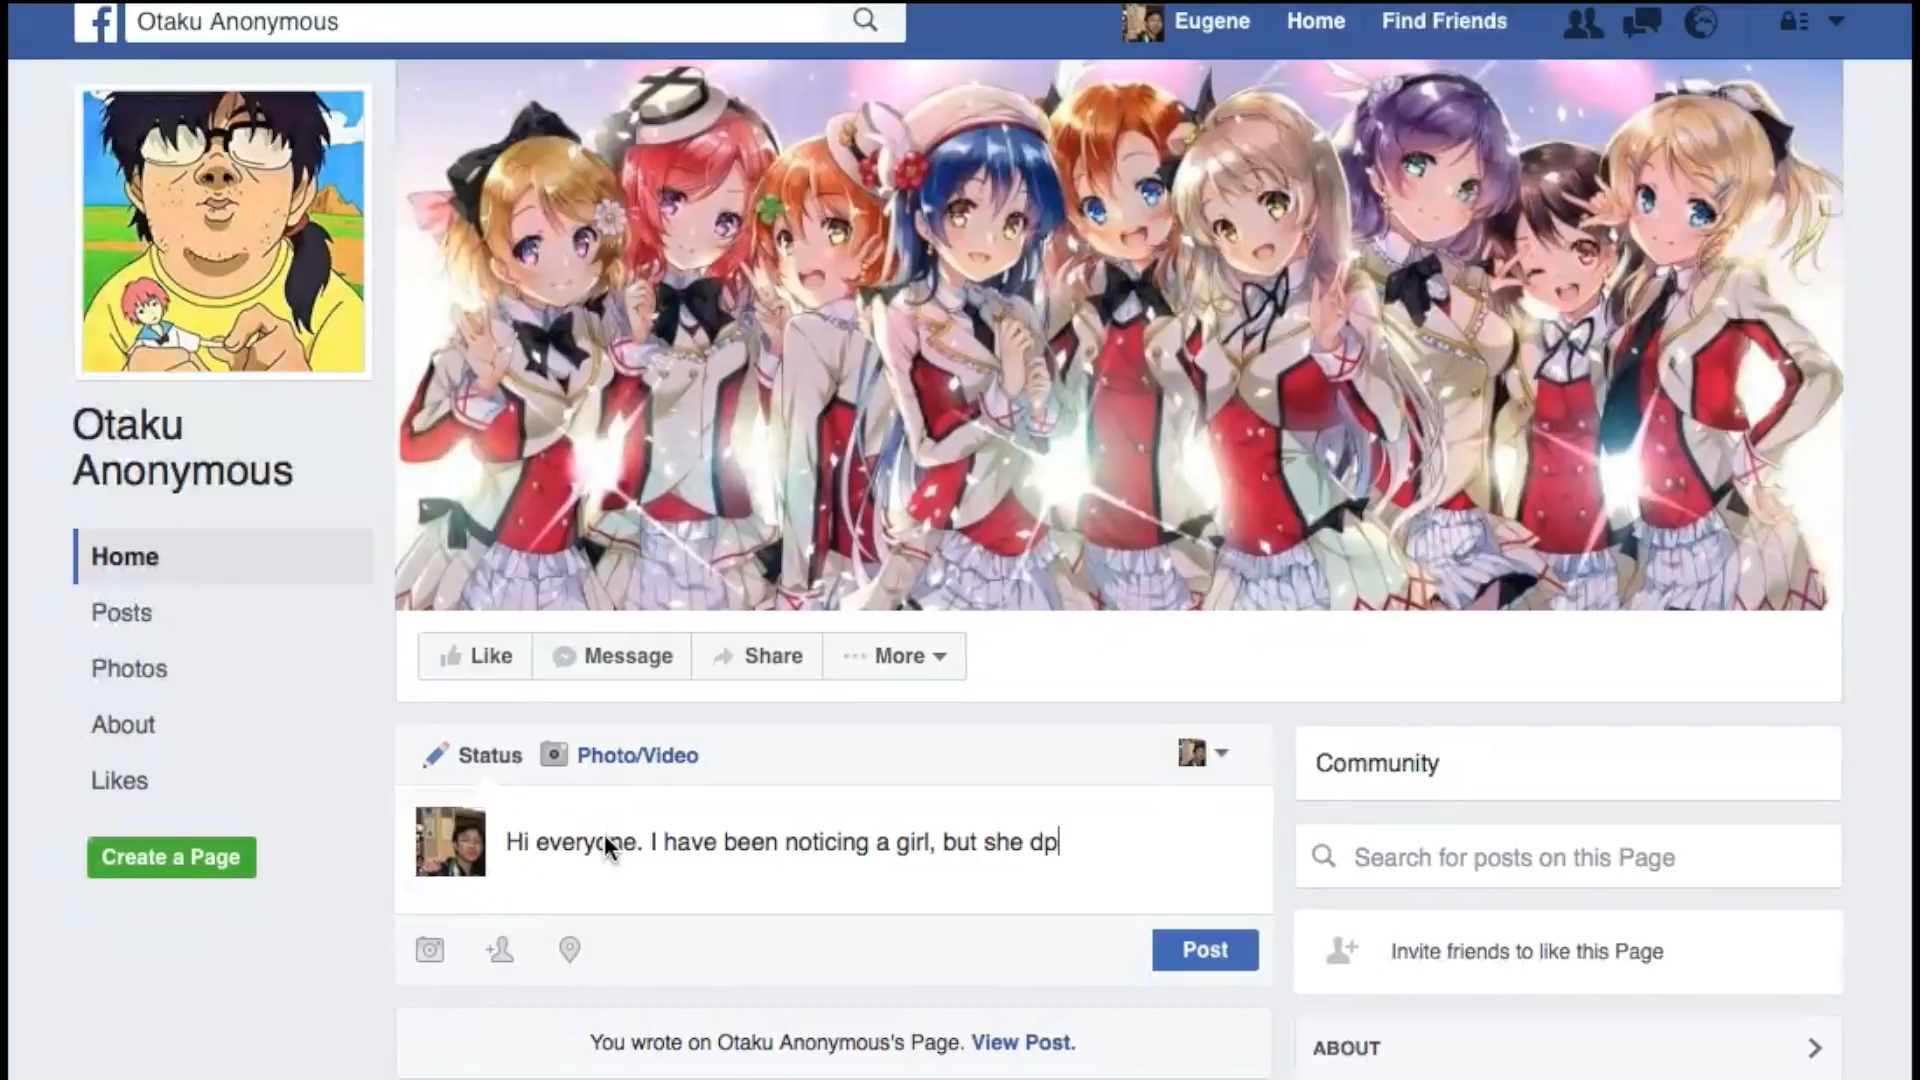 Otaku Anonymous
Eugene Home Find Friends
Otaku
Anonymous
Home
Posts
Photos
About
Likes
Create a Page
Like Message Share More
Status Photo/Video
Hi everyone. I have been noticing a girl, but she dp
Post
You wrote on Otaku Anonymous's Page. View Post.
Community
Search for posts on this Page
Invite friends to like this Page
ABOUT